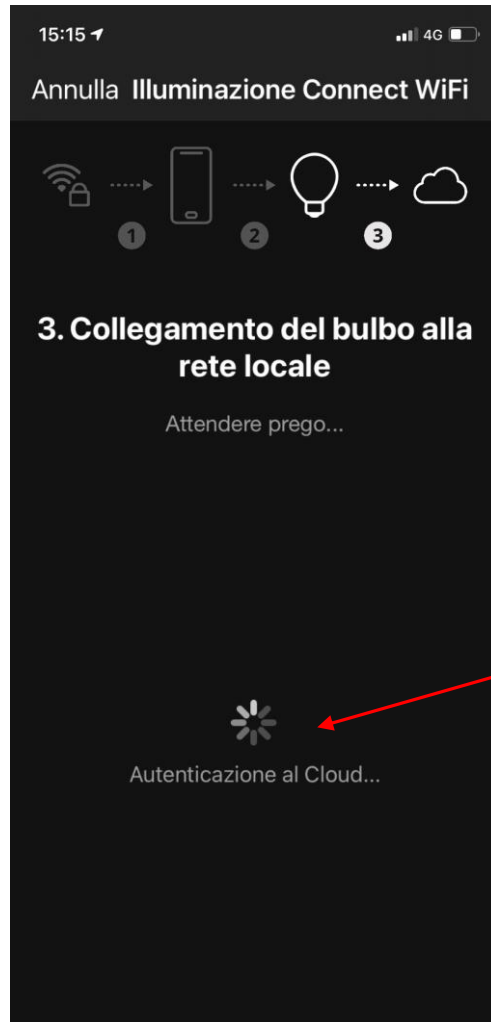 15:15
4G
Annulla Illuminazione Connect WiFi
1 2 3
3. Collegamento del bulbo alla
rete locale
Attendere prego...
Autenticazione al Cloud...